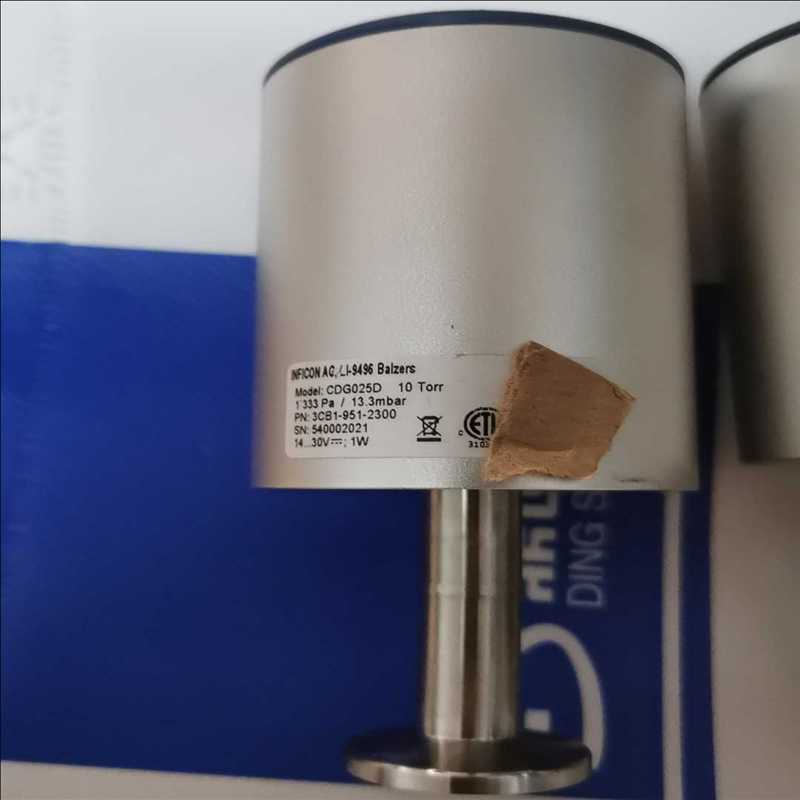 INFICON AG, LI-9496 Balzers
Model: CDG025D 10 Torr
1'333 Pa / 13.3mbar
PN: 3CB1-951-2300
SN: 540002021
14...30V⎓; 1W
C ETL
DING